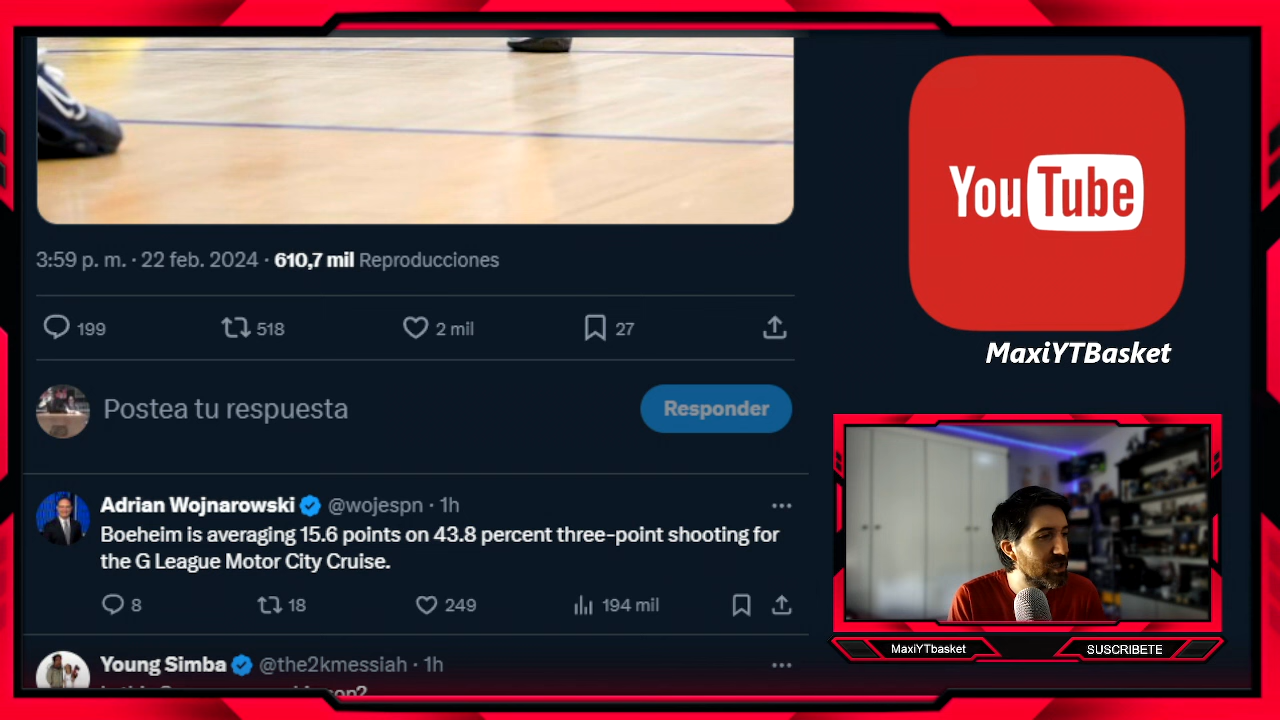 3:59 p. m. · 22 feb. 2024 · 610,7 mil Reproducciones
199 518 2 mil 27
Postea tu respuesta
Responder
Adrian Wojnarowski @wojespn · 1h
Boeheim is averaging 15.6 points on 43.8 percent three-point shooting for
the G League Motor City Cruise.
8 18 249 194 mil
Young Simba @the2kmessiah · 1h
YouTube
MaxiYTBasket
MaxiYTbasket
SUSCRIBETE